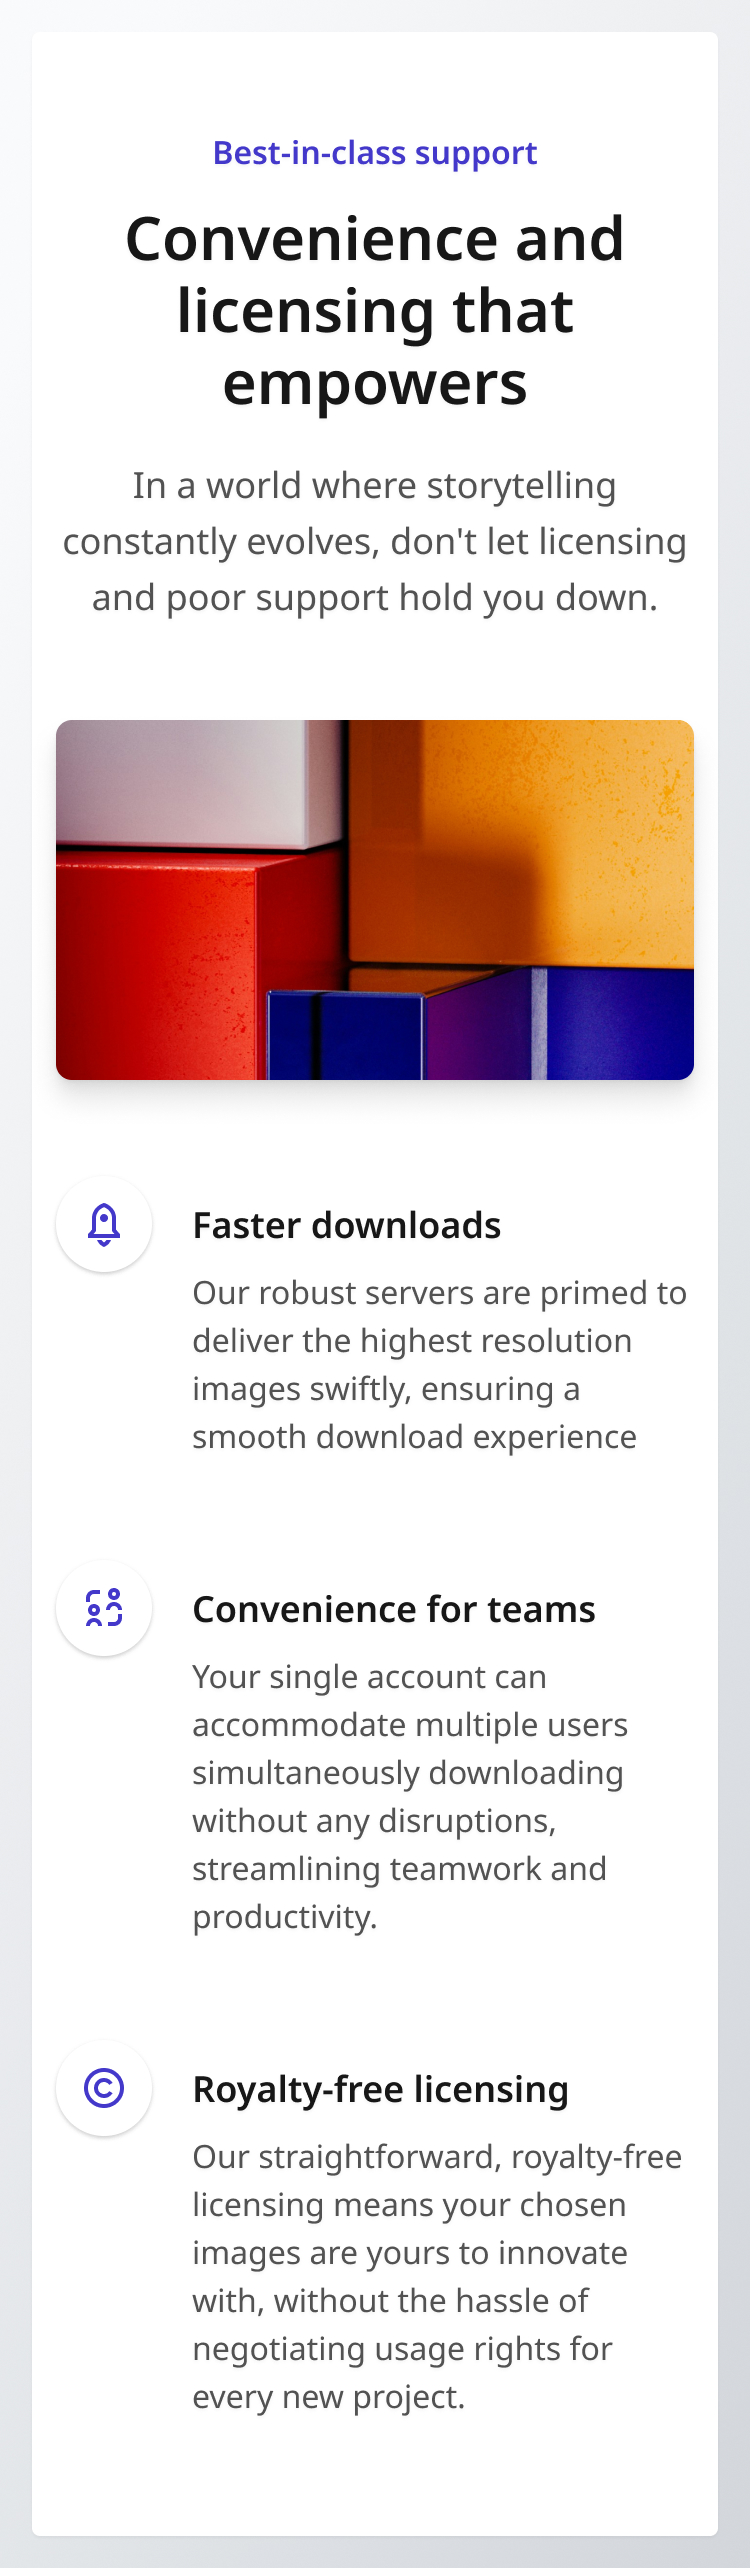 Best-in-class support
Convenience and
licensing that
empowers
In a world where storytelling
constantly evolves, don't let licensing
and poor support hold you down.
Faster downloads
Our robust servers are primed to
deliver the highest resolution
images swiftly, ensuring a
smooth download experience
Convenience for teams
Your single account can
accommodate multiple users
simultaneously downloading
without any disruptions,
streamlining teamwork and
productivity.
Royalty-free licensing
Our straightforward, royalty-free
licensing means your chosen
images are yours to innovate
with, without the hassle of
negotiating usage rights for
every new project.